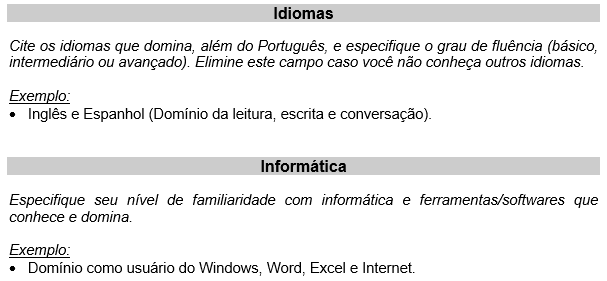 Idiomas
Cite os idiomas que domina, além do Português, e especifique o grau de fluência (básico,
intermediário ou avançado). Elimine este campo caso você não conheça outros idiomas.
Exemplo:
• Inglês e Espanhol (Domínio da leitura, escrita e conversação).
Informática
Especifique seu nível de familiaridade com informática e ferramentas/softwares que
conhece e domina.
Exemplo:
• Domínio como usuário do Windows, Word, Excel e Internet.